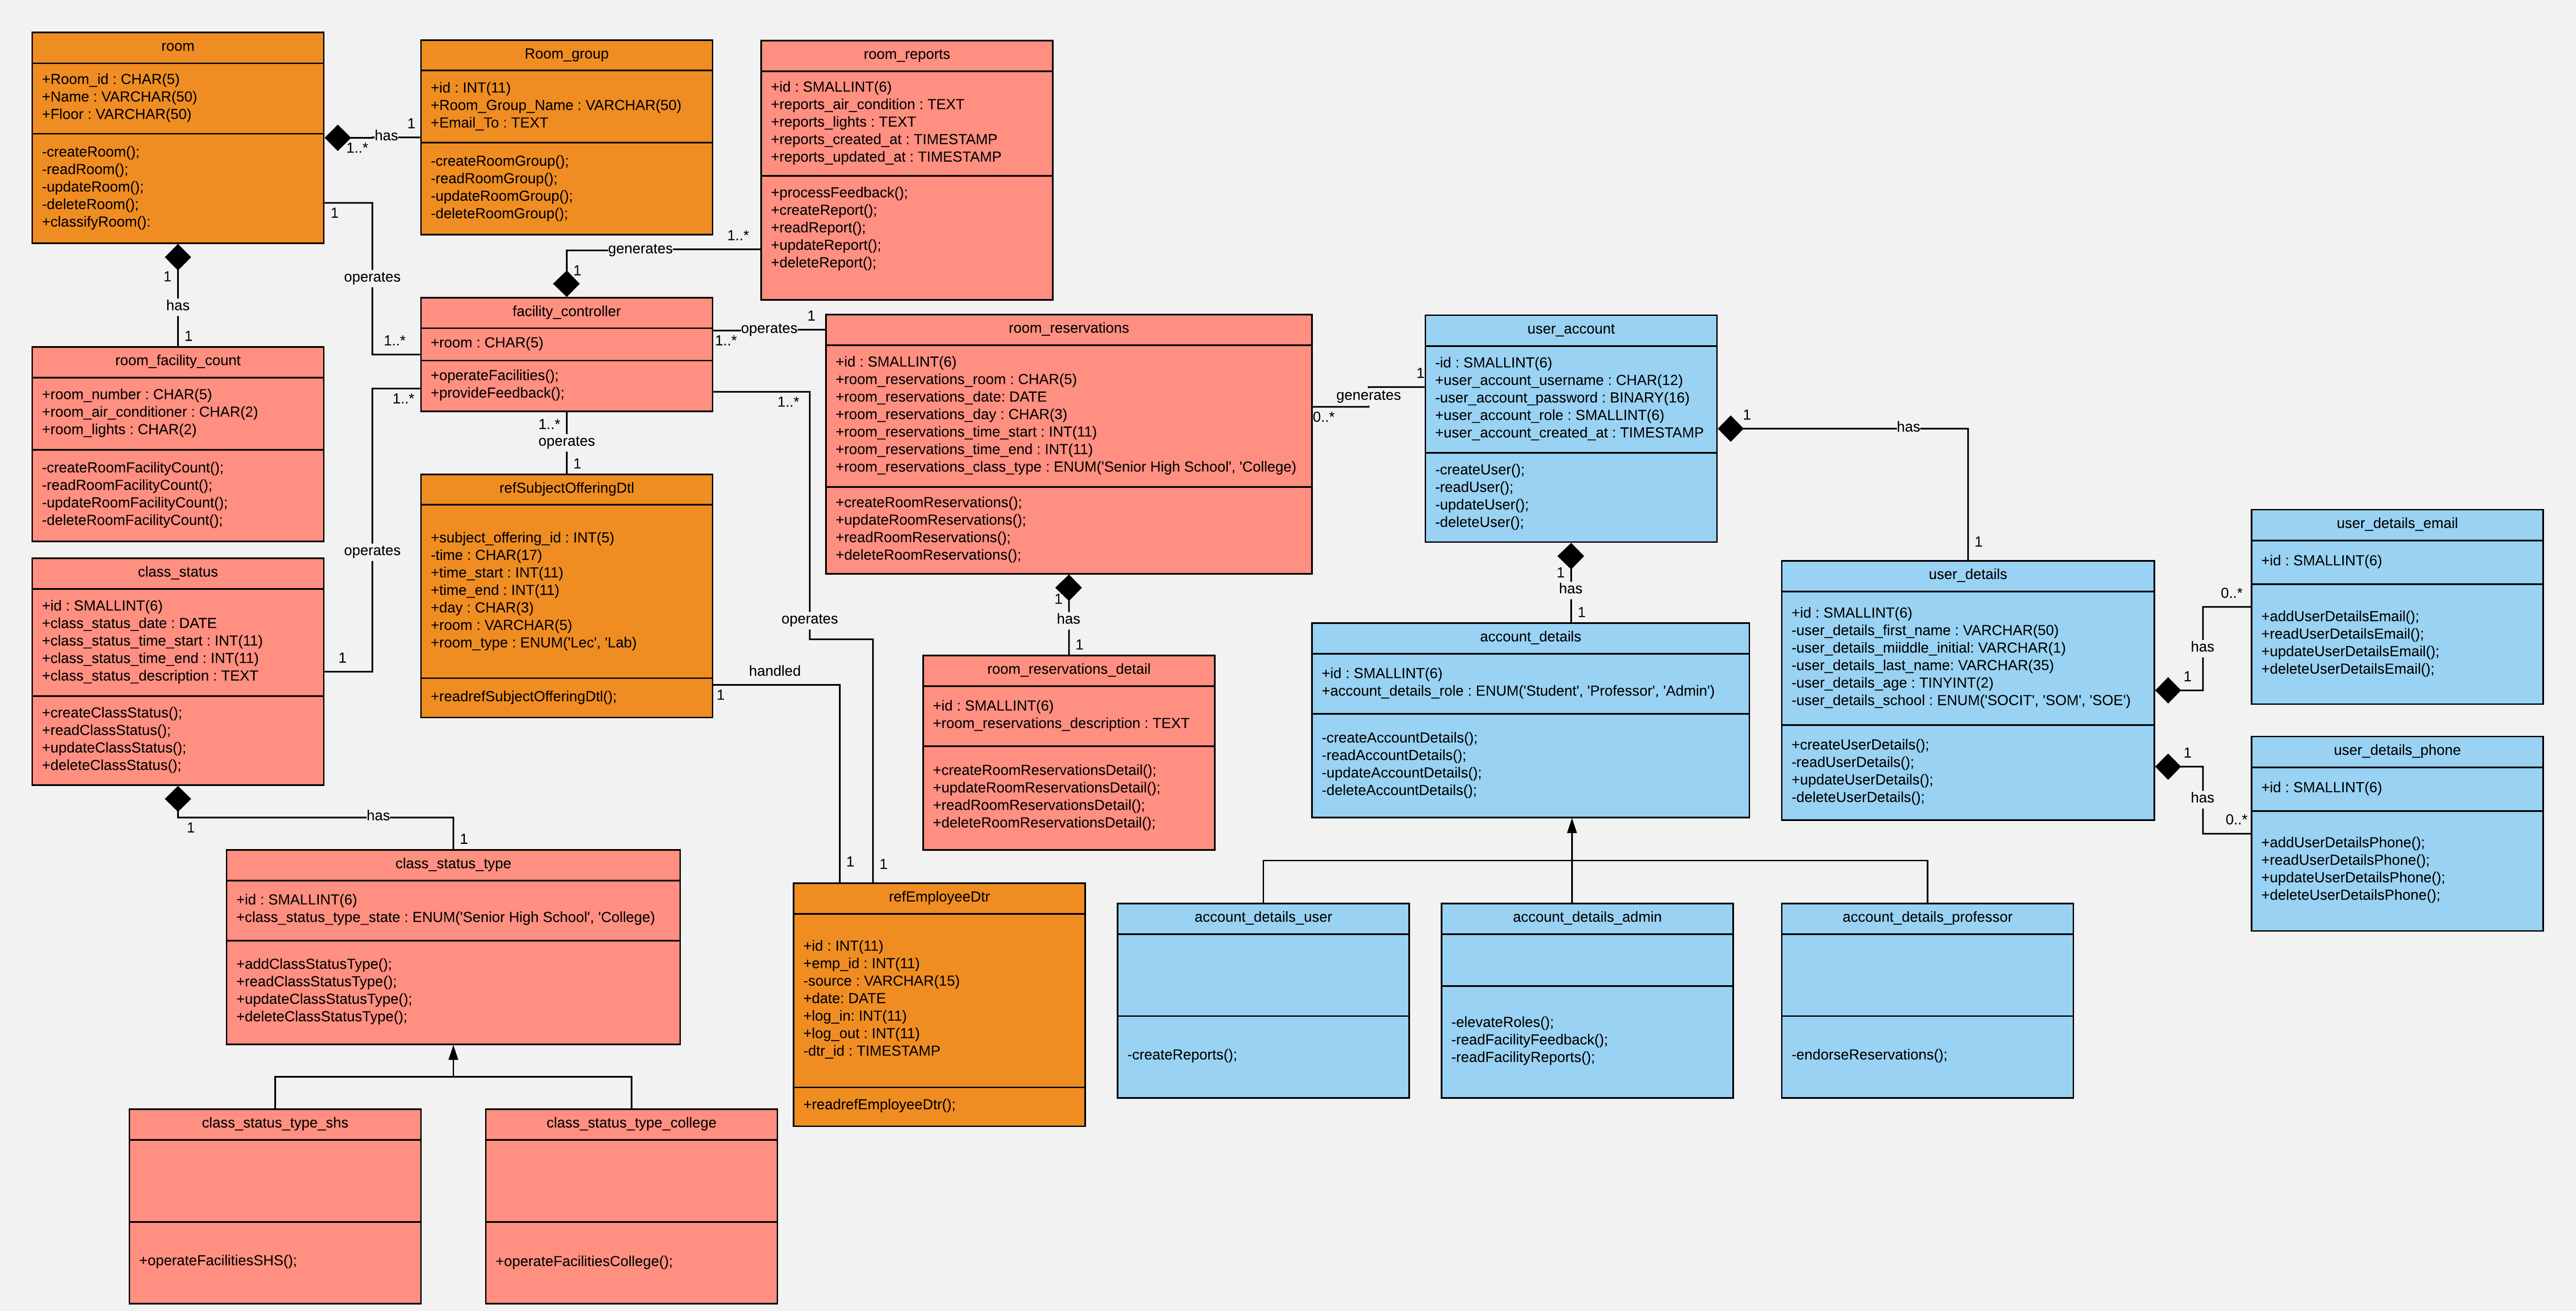 room
+Room_id : CHAR(5)
+Name : VARCHAR(50)
+Floor : VARCHAR(50)
-createRoom();
-readRoom();
-updateRoom();
-deleteRoom();
+classifyRoom():
1..*
has
1
Room_group
+id : INT(11)
+Room_Group_Name : VARCHAR(50)
+Email_To : TEXT
-createRoomGroup();
-readRoomGroup();
-updateRoomGroup();
-deleteRoomGroup();
room_reports
+id : SMALLINT(6)
+reports_air_condition : TEXT
+reports_lights : TEXT
+reports_created_at : TIMESTAMP
+reports_updated_at : TIMESTAMP
+processFeedback();
+createReport();
+readReport();
+updateReport();
+deleteReport();
1
operates
1..*
1
generates
1..*
1
has
1
room_facility_count
+room_number : CHAR(5)
+room_air_conditioner : CHAR(2)
+room_lights : CHAR(2)
-createRoomFacilityCount();
-readRoomFacilityCount();
-updateRoomFacilityCount();
-deleteRoomFacilityCount();
facility_controller
+room : CHAR(5)
+operateFacilities();
+provideFeedback();
1..*
operates
1
room_reservations
+id : SMALLINT(6)
+room_reservations_room : CHAR(5)
+room_reservations_date: DATE
+room_reservations_day : CHAR(3)
+room_reservations_time_start : INT(11)
+room_reservations_time_end : INT(11)
+room_reservations_class_type : ENUM('Senior High School', 'College)
+createRoomReservations();
+updateRoomReservations();
+readRoomReservations();
+deleteRoomReservations();
0..*
generates
1
user_account
-id : SMALLINT(6)
+user_account_username : CHAR(12)
-user_account_password : BINARY(16)
+user_account_role : SMALLINT(6)
+user_account_created_at : TIMESTAMP
-createUser();
-readUser();
-updateUser();
-deleteUser();
1
has
1
1..*
operates
1
1..*
operates
1
1..*
operates
1
class_status
+id : SMALLINT(6)
+class_status_date : DATE
+class_status_time_start : INT(11)
+class_status_time_end : INT(11)
+class_status_description : TEXT
+createClassStatus();
+readClassStatus();
+updateClassStatus();
+deleteClassStatus();
refSubjectOfferingDtl
+subject_offering_id : INT(5)
-time : CHAR(17)
+time_start : INT(11)
+time_end : INT(11)
+day : CHAR(3)
+room : VARCHAR(5)
+room_type : ENUM('Lec', 'Lab)
+readrefSubjectOfferingDtl();
1
handled
1
1
has
1
room_reservations_detail
+id : SMALLINT(6)
+room_reservations_description : TEXT
+createRoomReservationsDetail();
+updateRoomReservationsDetail();
+readRoomReservationsDetail();
+deleteRoomReservationsDetail();
1
has
1
account_details
+id : SMALLINT(6)
+account_details_role : ENUM('Student', 'Professor', 'Admin')
-createAccountDetails();
-readAccountDetails();
-updateAccountDetails();
-deleteAccountDetails();
user_details
+id : SMALLINT(6)
-user_details_first_name : VARCHAR(50)
-user_details_miiddle_initial: VARCHAR(1)
-user_details_last_name: VARCHAR(35)
-user_details_age : TINYINT(2)
-user_details_school : ENUM('SOCIT', 'SOM', 'SOE')
+createUserDetails();
-readUserDetails();
+updateUserDetails();
-deleteUserDetails();
0..*
has
1
user_details_email
+id : SMALLINT(6)
+addUserDetailsEmail();
+readUserDetailsEmail();
+updateUserDetailsEmail();
+deleteUserDetailsEmail();
1
has
0..*
user_details_phone
+id : SMALLINT(6)
+addUserDetailsPhone();
+readUserDetailsPhone();
+updateUserDetailsPhone();
+deleteUserDetailsPhone();
1
has
1
class_status_type
+id : SMALLINT(6)
+class_status_type_state : ENUM('Senior High School', 'College)
+addClassStatusType();
+readClassStatusType();
+updateClassStatusType();
+deleteClassStatusType();
refEmployeeDtr
+id : INT(11)
+emp_id : INT(11)
-source : VARCHAR(15)
+date: DATE
+log_in: INT(11)
+log_out : INT(11)
-dtr_id : TIMESTAMP
+readrefEmployeeDtr();
account_details_user
-createReports();
account_details_admin
-elevateRoles();
-readFacilityFeedback();
-readFacilityReports();
account_details_professor
-endorseReservations();
class_status_type_shs
+operateFacilitiesSHS();
class_status_type_college
+operateFacilitiesCollege();